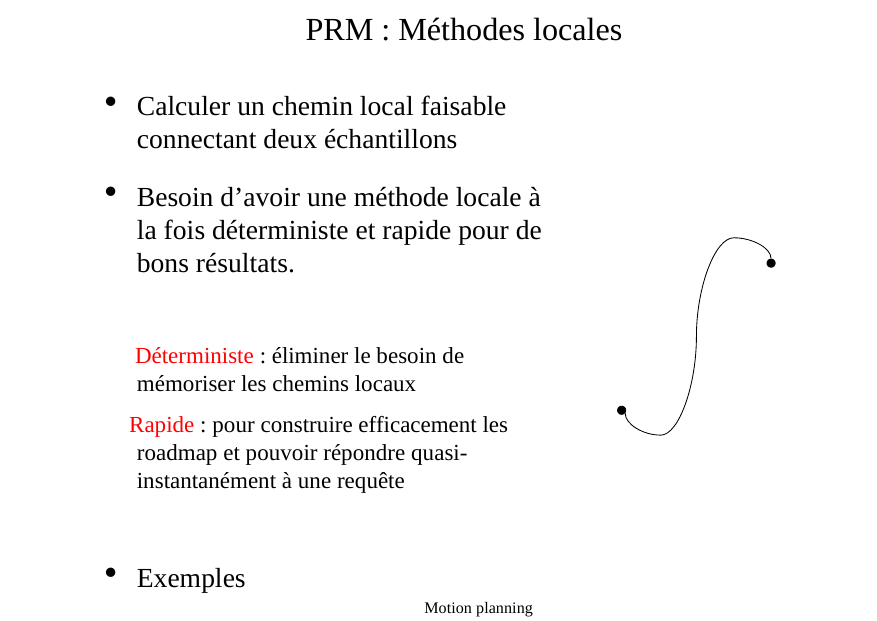 PRM : Méthodes locales
• Calculer un chemin local faisable
connectant deux échantillons
• Besoin d’avoir une méthode locale à
la fois déterministe et rapide pour de
bons résultats.
Déterministe : éliminer le besoin de
mémoriser les chemins locaux
Rapide : pour construire efficacement les
roadmap et pouvoir répondre quasi-
instantanément à une requête
• Exemples
Motion planning